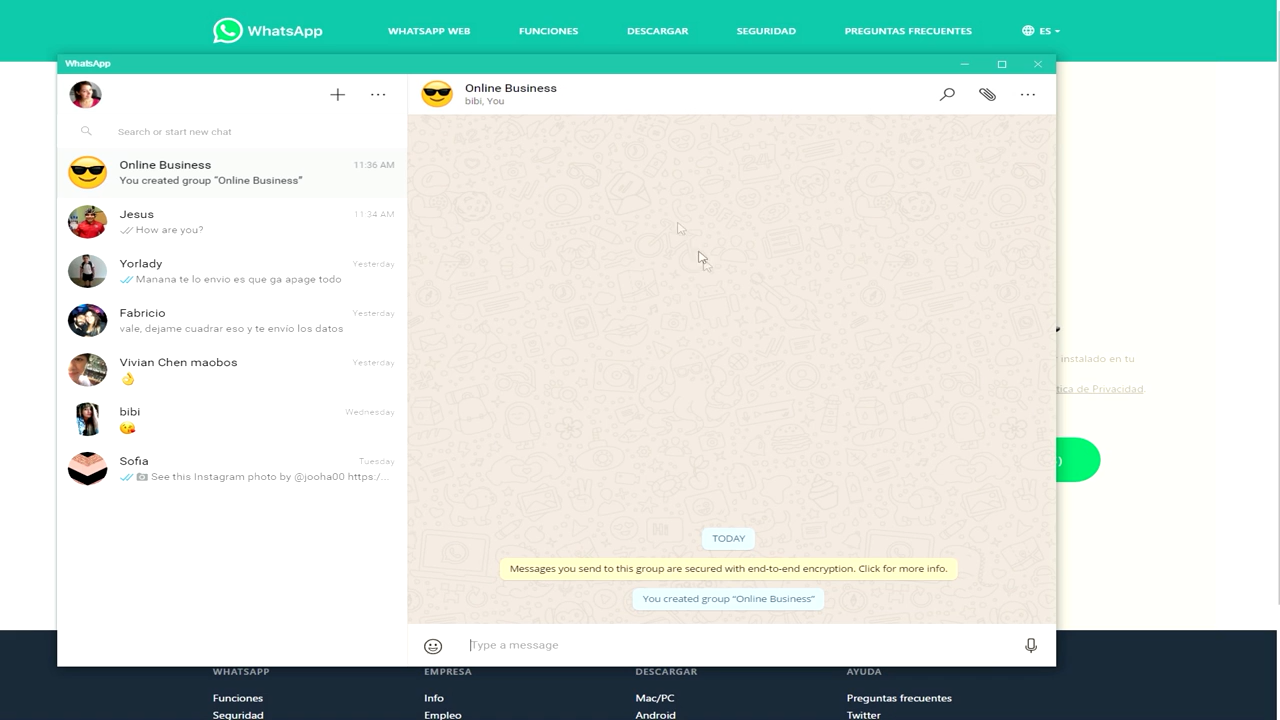 WhatsApp
WHATSAPP WEB
FUNCIONES
DESCARGAR
SEGURIDAD
PREGUNTAS FRECUENTES
ES
WhatsApp
Search or start new chat
Online Business
11:36 AM
You created group "Online Business"
Jesus
11:34 AM
How are you?
Yorlady
Yesterday
Manana te lo envio es que ga apage todo
Fabricio
Yesterday
vale, dejame cuadrar eso y te envío los datos
Vivian Chen maobos
Yesterday
bibi
Wednesday
Sofia
Tuesday
See this Instagram photo by @jooha00 https:/...
Online Business
bibi, You
TODAY
Messages you send to this group are secured with end-to-end encryption. Click for more info.
You created group "Online Business"
Type a message
instalado en tu
tica de Privacidad.
WHATSAPP
EMPRESA
DESCARGAR
AYUDA
Funciones
Info
Mac/PC
Preguntas frecuentes
Seguridad
Empleo
Android
Twitter